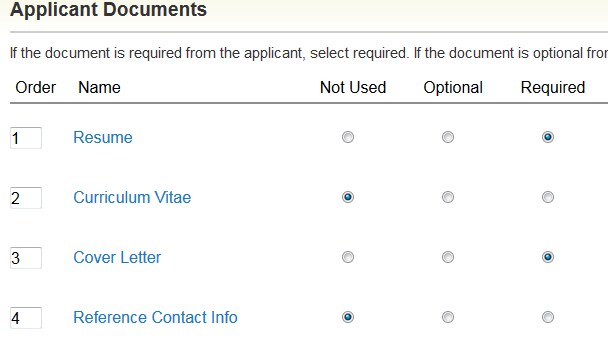 Applicant Documents
If the document is required from the applicant, select required. If the document is optional from
Order Name Not Used Optional Required
1 Resume
2 Curriculum Vitae
3 Cover Letter
4 Reference Contact Info